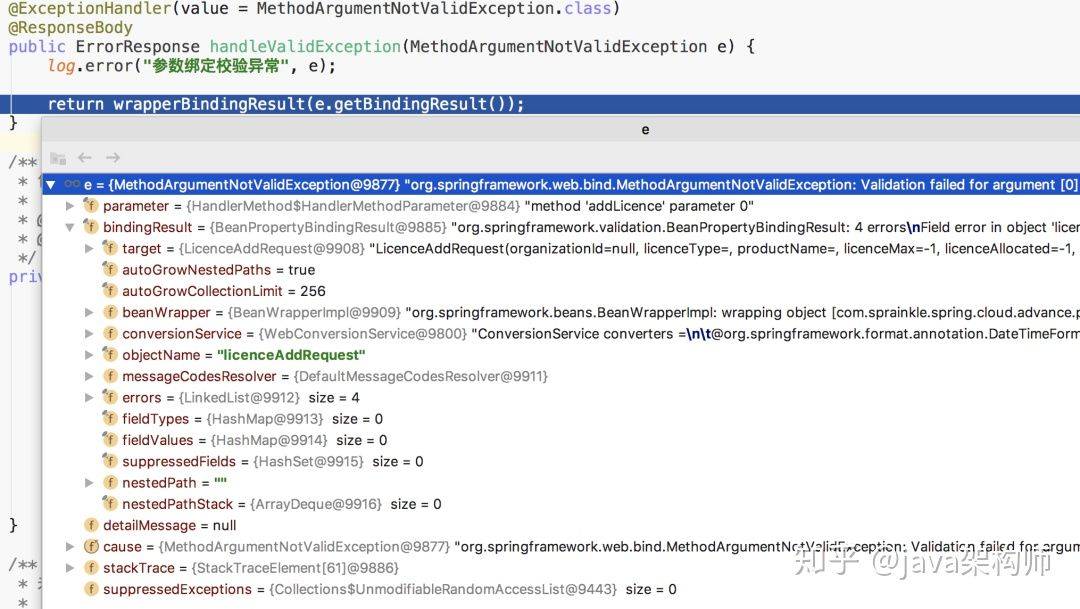 @ExceptionHandler(value = MethodArgumentNotValidException.class)
@ResponseBody
public ErrorResponse handleValidException(MethodArgumentNotValidException e) {
log.error("参数绑定校验异常", e);
return wrapperBindingResult(e.getBindingResult());
}
e
/**
e = {MethodArgumentNotValidException@9877} "org.springframework.web.bind.MethodArgumentNotValidException: Validation failed for argument [0]
* parameter = {HandlerMethod$HandlerMethodParameter@9884} "method 'addLicence' parameter 0"
* bindingResult = {BeanPropertyBindingResult@9885} "org.springframework.validation.BeanPropertyBindingResult: 4 errors\nField error in object 'licen
* target = {LicenceAddRequest@9908} "LicenceAddRequest(organizationId=null, licenceType=, productName=, licenceMax=-1, licenceAllocated=-1,
*/ autoGrowNestedPaths = true
priv autoGrowCollectionLimit = 256
beanWrapper = {BeanWrapperImpl@9909} "org.springframework.beans.BeanWrapperImpl: wrapping object [com.sprainkle.spring.cloud.advance.p
conversionService = {WebConversionService@9800} "ConversionService converters =\n\t@org.springframework.format.annotation.DateTimeForm
objectName = "licenceAddRequest"
messageCodesResolver = {DefaultMessageCodesResolver@9911}
errors = {LinkedList@9912} size = 4
fieldTypes = {HashMap@9913} size = 0
fieldValues = {HashMap@9914} size = 0
suppressedFields = {HashSet@9915} size = 0
nestedPath = ""
nestedPathStack = {ArrayDeque@9916} size = 0
} detailMessage = null
cause = {MethodArgumentNotValidException@9877} "org.springframework.web.bind.MethodArgumentNotValidException: Validation failed for argum
/** stackTrace = {StackTraceElement[61]@9886}
* suppressedExceptions = {Collections$UnmodifiableRandomAccessList@9443} size = 0
*
知乎 @java架构师